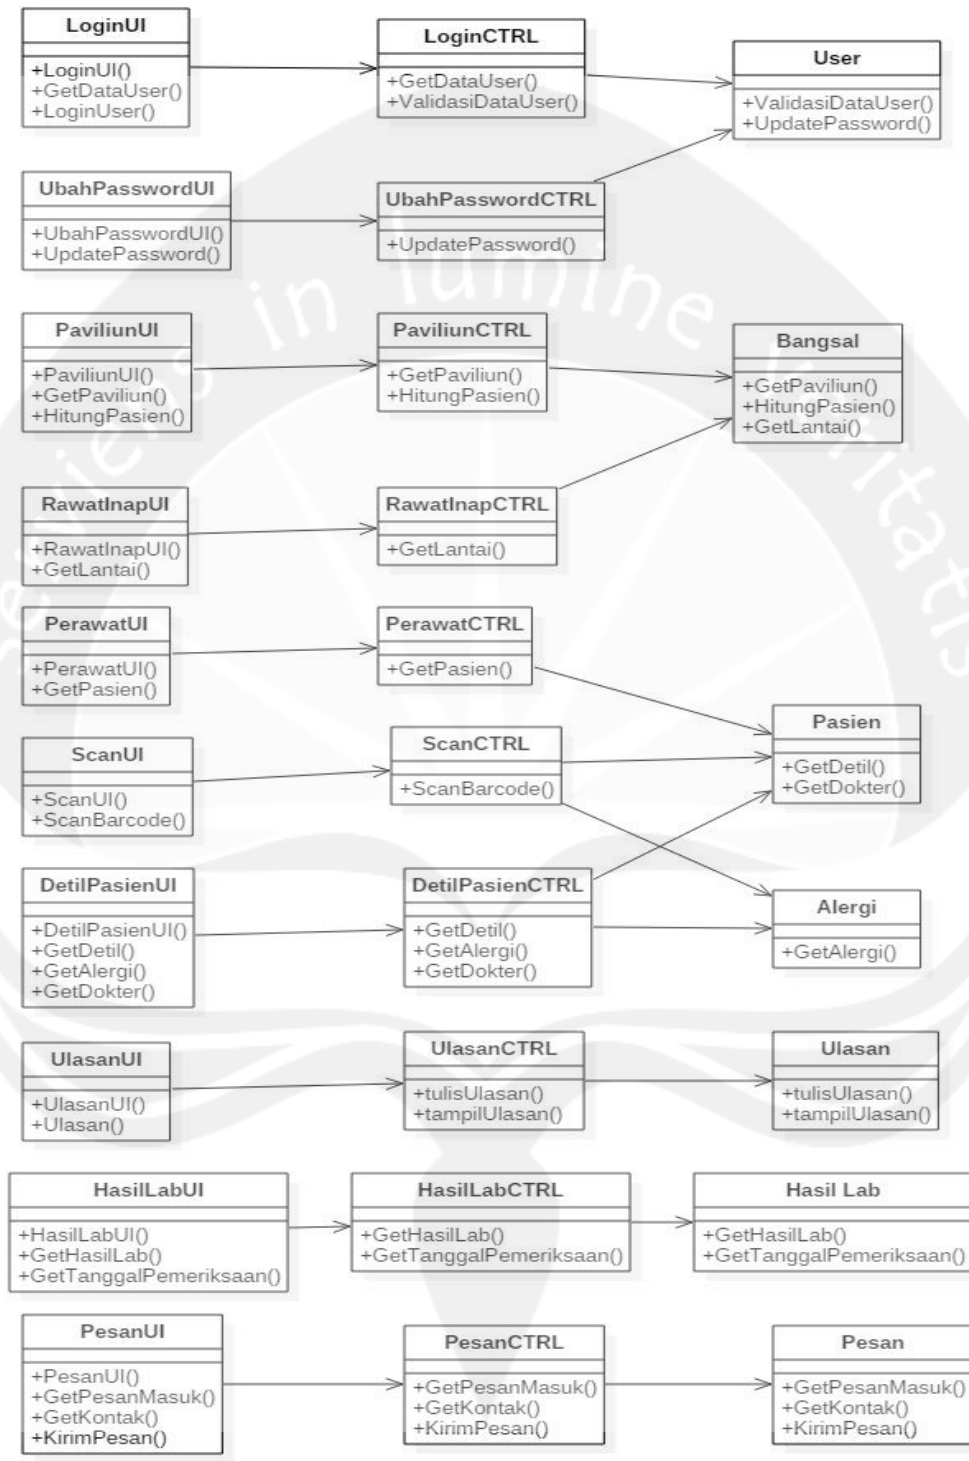 LoginUI
+LoginUI()
+GetDataUser()
+LoginUser()
LoginCTRL
+GetDataUser()
+ValidasiDataUser()
User
+ValidasiDataUser()
+UpdatePassword()
UbahPasswordUI
+UbahPasswordUI()
+UpdatePassword()
UbahPasswordCTRL
+UpdatePassword()
PaviliunUI
+PaviliunUI()
+GetPaviliun()
+HitungPasien()
PaviliunCTRL
+GetPaviliun()
+HitungPasien()
Bangsal
+GetPaviliun()
+HitungPasien()
+GetLantai()
RawatInapUI
+RawatInapUI()
+GetLantai()
RawatInapCTRL
+GetLantai()
PerawatUI
+PerawatUI()
+GetPasien()
PerawatCTRL
+GetPasien()
Pasien
+GetDetil()
+GetDokter()
ScanUI
+ScanUI()
+ScanBarcode()
ScanCTRL
+ScanBarcode()
DetilPasienUI
+DetilPasienUI()
+GetDetil()
+GetAlergi()
+GetDokter()
DetilPasienCTRL
+GetDetil()
+GetAlergi()
+GetDokter()
Alergi
+GetAlergi()
UlasanUI
+UlasanUI()
+Ulasan()
UlasanCTRL
+tulisUlasan()
+tampilUlasan()
Ulasan
+tulisUlasan()
+tampilUlasan()
HasilLabUI
+HasilLabUI()
+GetHasilLab()
+GetTanggalPemeriksaan()
HasilLabCTRL
+GetHasilLab()
+GetTanggalPemeriksaan()
Hasil Lab
+GetHasilLab()
+GetTanggalPemeriksaan()
PesanUI
+PesanUI()
+GetPesanMasuk()
+GetKontak()
+KirimPesan()
PesanCTRL
+GetPesanMasuk()
+GetKontak()
+KirimPesan()
Pesan
+GetPesanMasuk()
+GetKontak()
+KirimPesan()
serviens in lumine veritatis